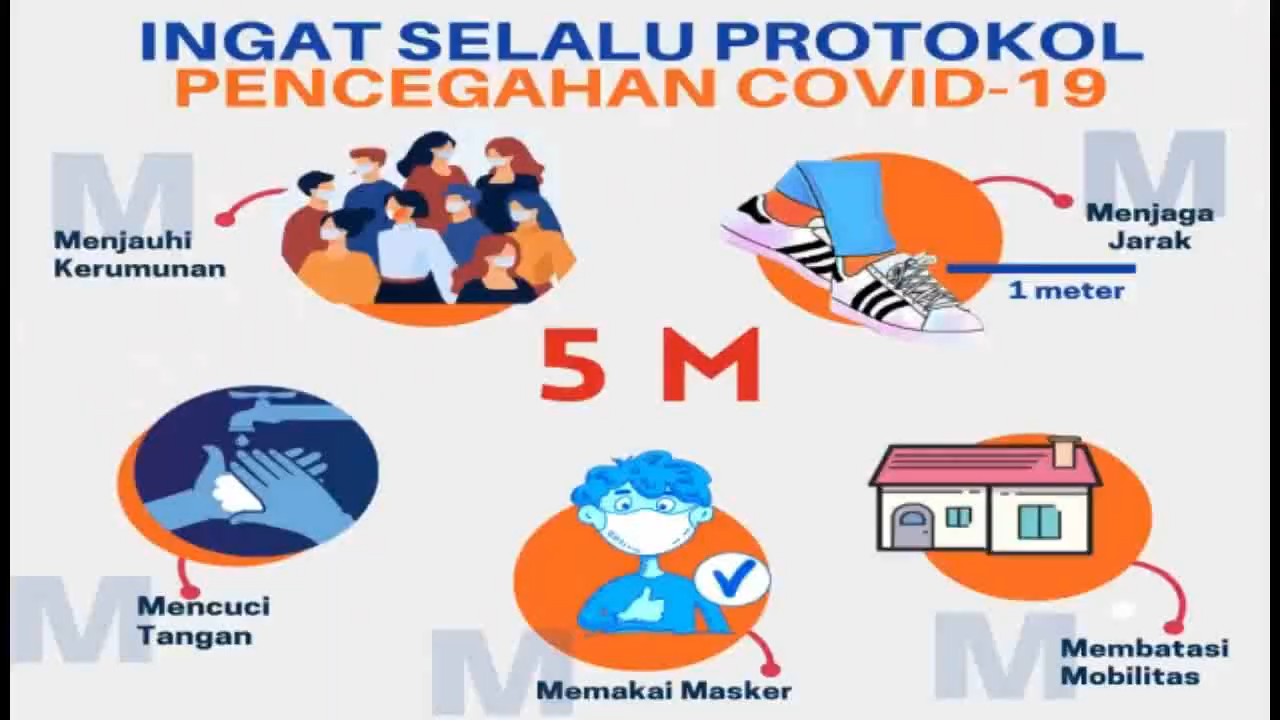 INGAT SELALU PROTOKOL
PENCEGAHAN COVID-19
M
Menjauhi
Kerumunan
M
Menjaga
Jarak
1 meter
5 M
M
Mencuci
Tangan
M
Memakai Masker
M
Membatasi
Mobilitas